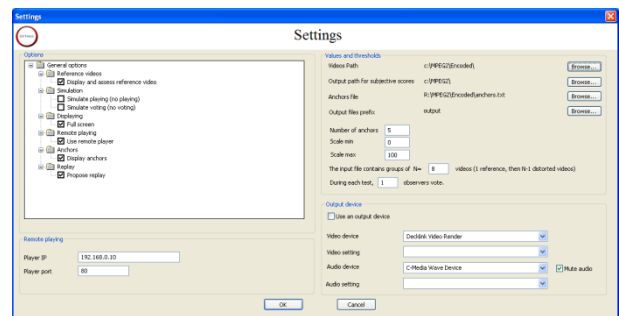 Settings
Settings
Options
General options
Reference videos
Display and assess reference video
Simulation
Simulate playing (no playing)
Simulate voting (no voting)
Displaying
Full screen
Remote playing
Use remote player
Anchors
Display anchors
Replay
Propose replay
Remote playing
Player IP 192.168.0.10
Player port 80
Values and thresholds
Videos Path c:\MPEG2\Encoded\ Browse...
Output path for subjective scores c:\MPEG2\ Browse...
Anchors file R:\MPEG2\Encoded\anchors.txt Browse...
Output files prefix output Browse...
Number of anchors 5
Scale min 0
Scale max 100
The input file contains groups of N= 8 videos (1 reference, then N-1 distorted videos)
During each test, 1 observers vote.
Output device
Use an output device
Video device Decklink Video Render
Video setting
Audio device C-Media Wave Device Mute audio
Audio setting
OK Cancel